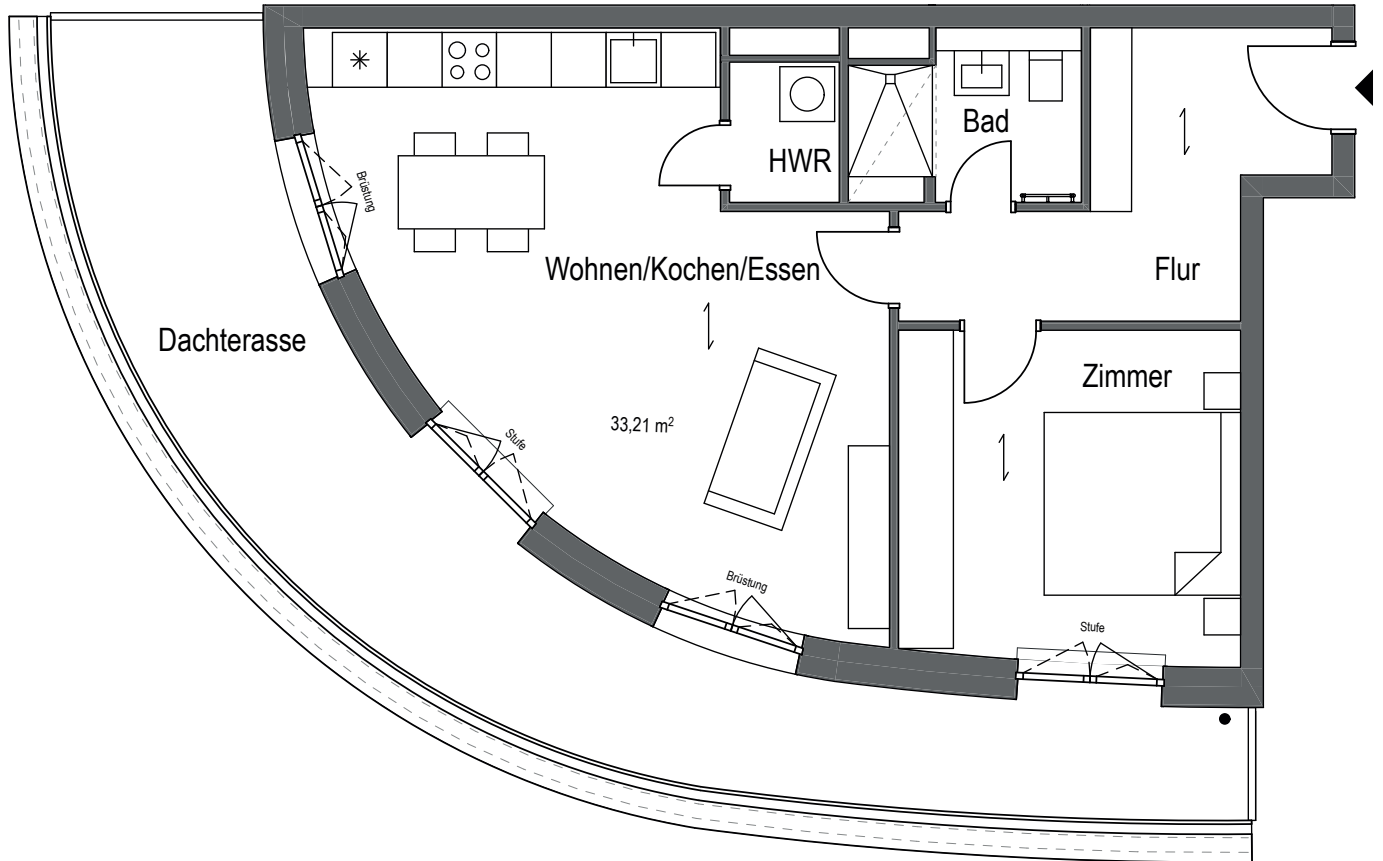 Bad
HWR
Brüstung
Wohnen/Kochen/Essen
Flur
Dachterasse
Zimmer
33,21 m²
Stufe
Brüstung
Stufe